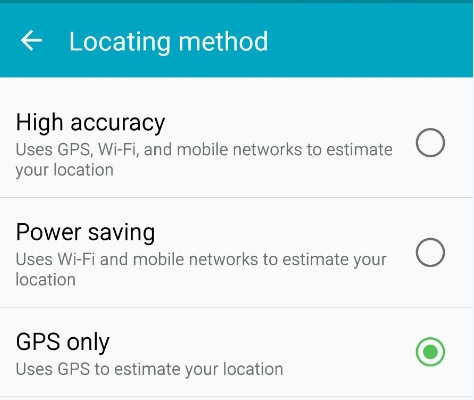 Locating method
High accuracy
Uses GPS, Wi-Fi, and mobile networks to estimate
your location
Power saving
Uses Wi-Fi and mobile networks to estimate your
location
GPS only
Uses GPS to estimate your location